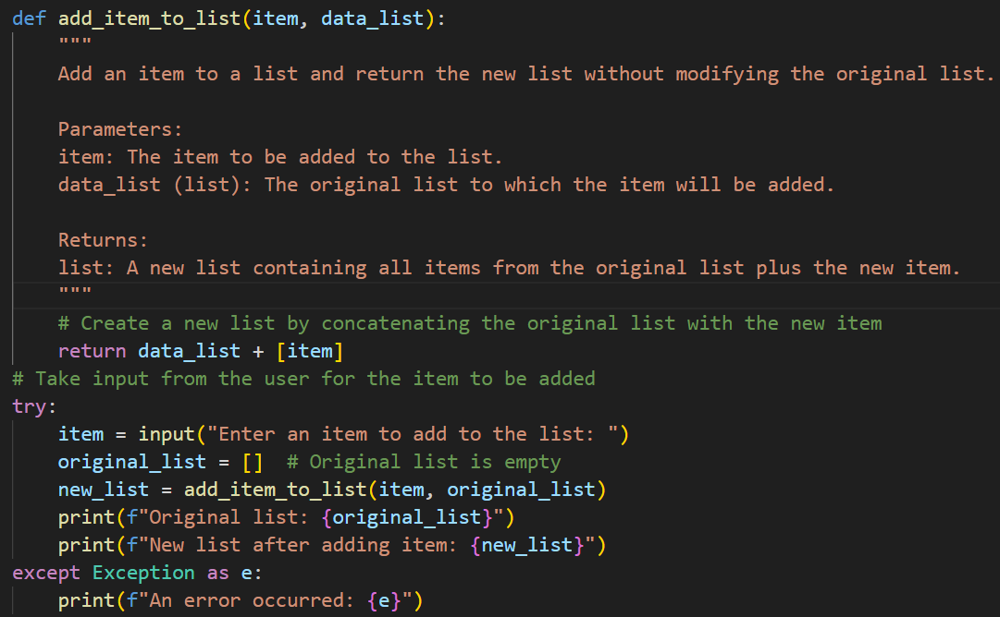 def add_item_to_list(item, data_list):
    """
    Add an item to a list and return the new list without modifying the original list.

    Parameters:
    item: The item to be added to the list.
    data_list (list): The original list to which the item will be added.

    Returns:
    list: A new list containing all items from the original list plus the new item.
    """
    # Create a new list by concatenating the original list with the new item
    return data_list + [item]
# Take input from the user for the item to be added
try:
    item = input("Enter an item to add to the list: ")
    original_list = []  # Original list is empty
    new_list = add_item_to_list(item, original_list)
    print(f"Original list: {original_list}")
    print(f"New list after adding item: {new_list}")
except Exception as e:
    print(f"An error occurred: {e}")